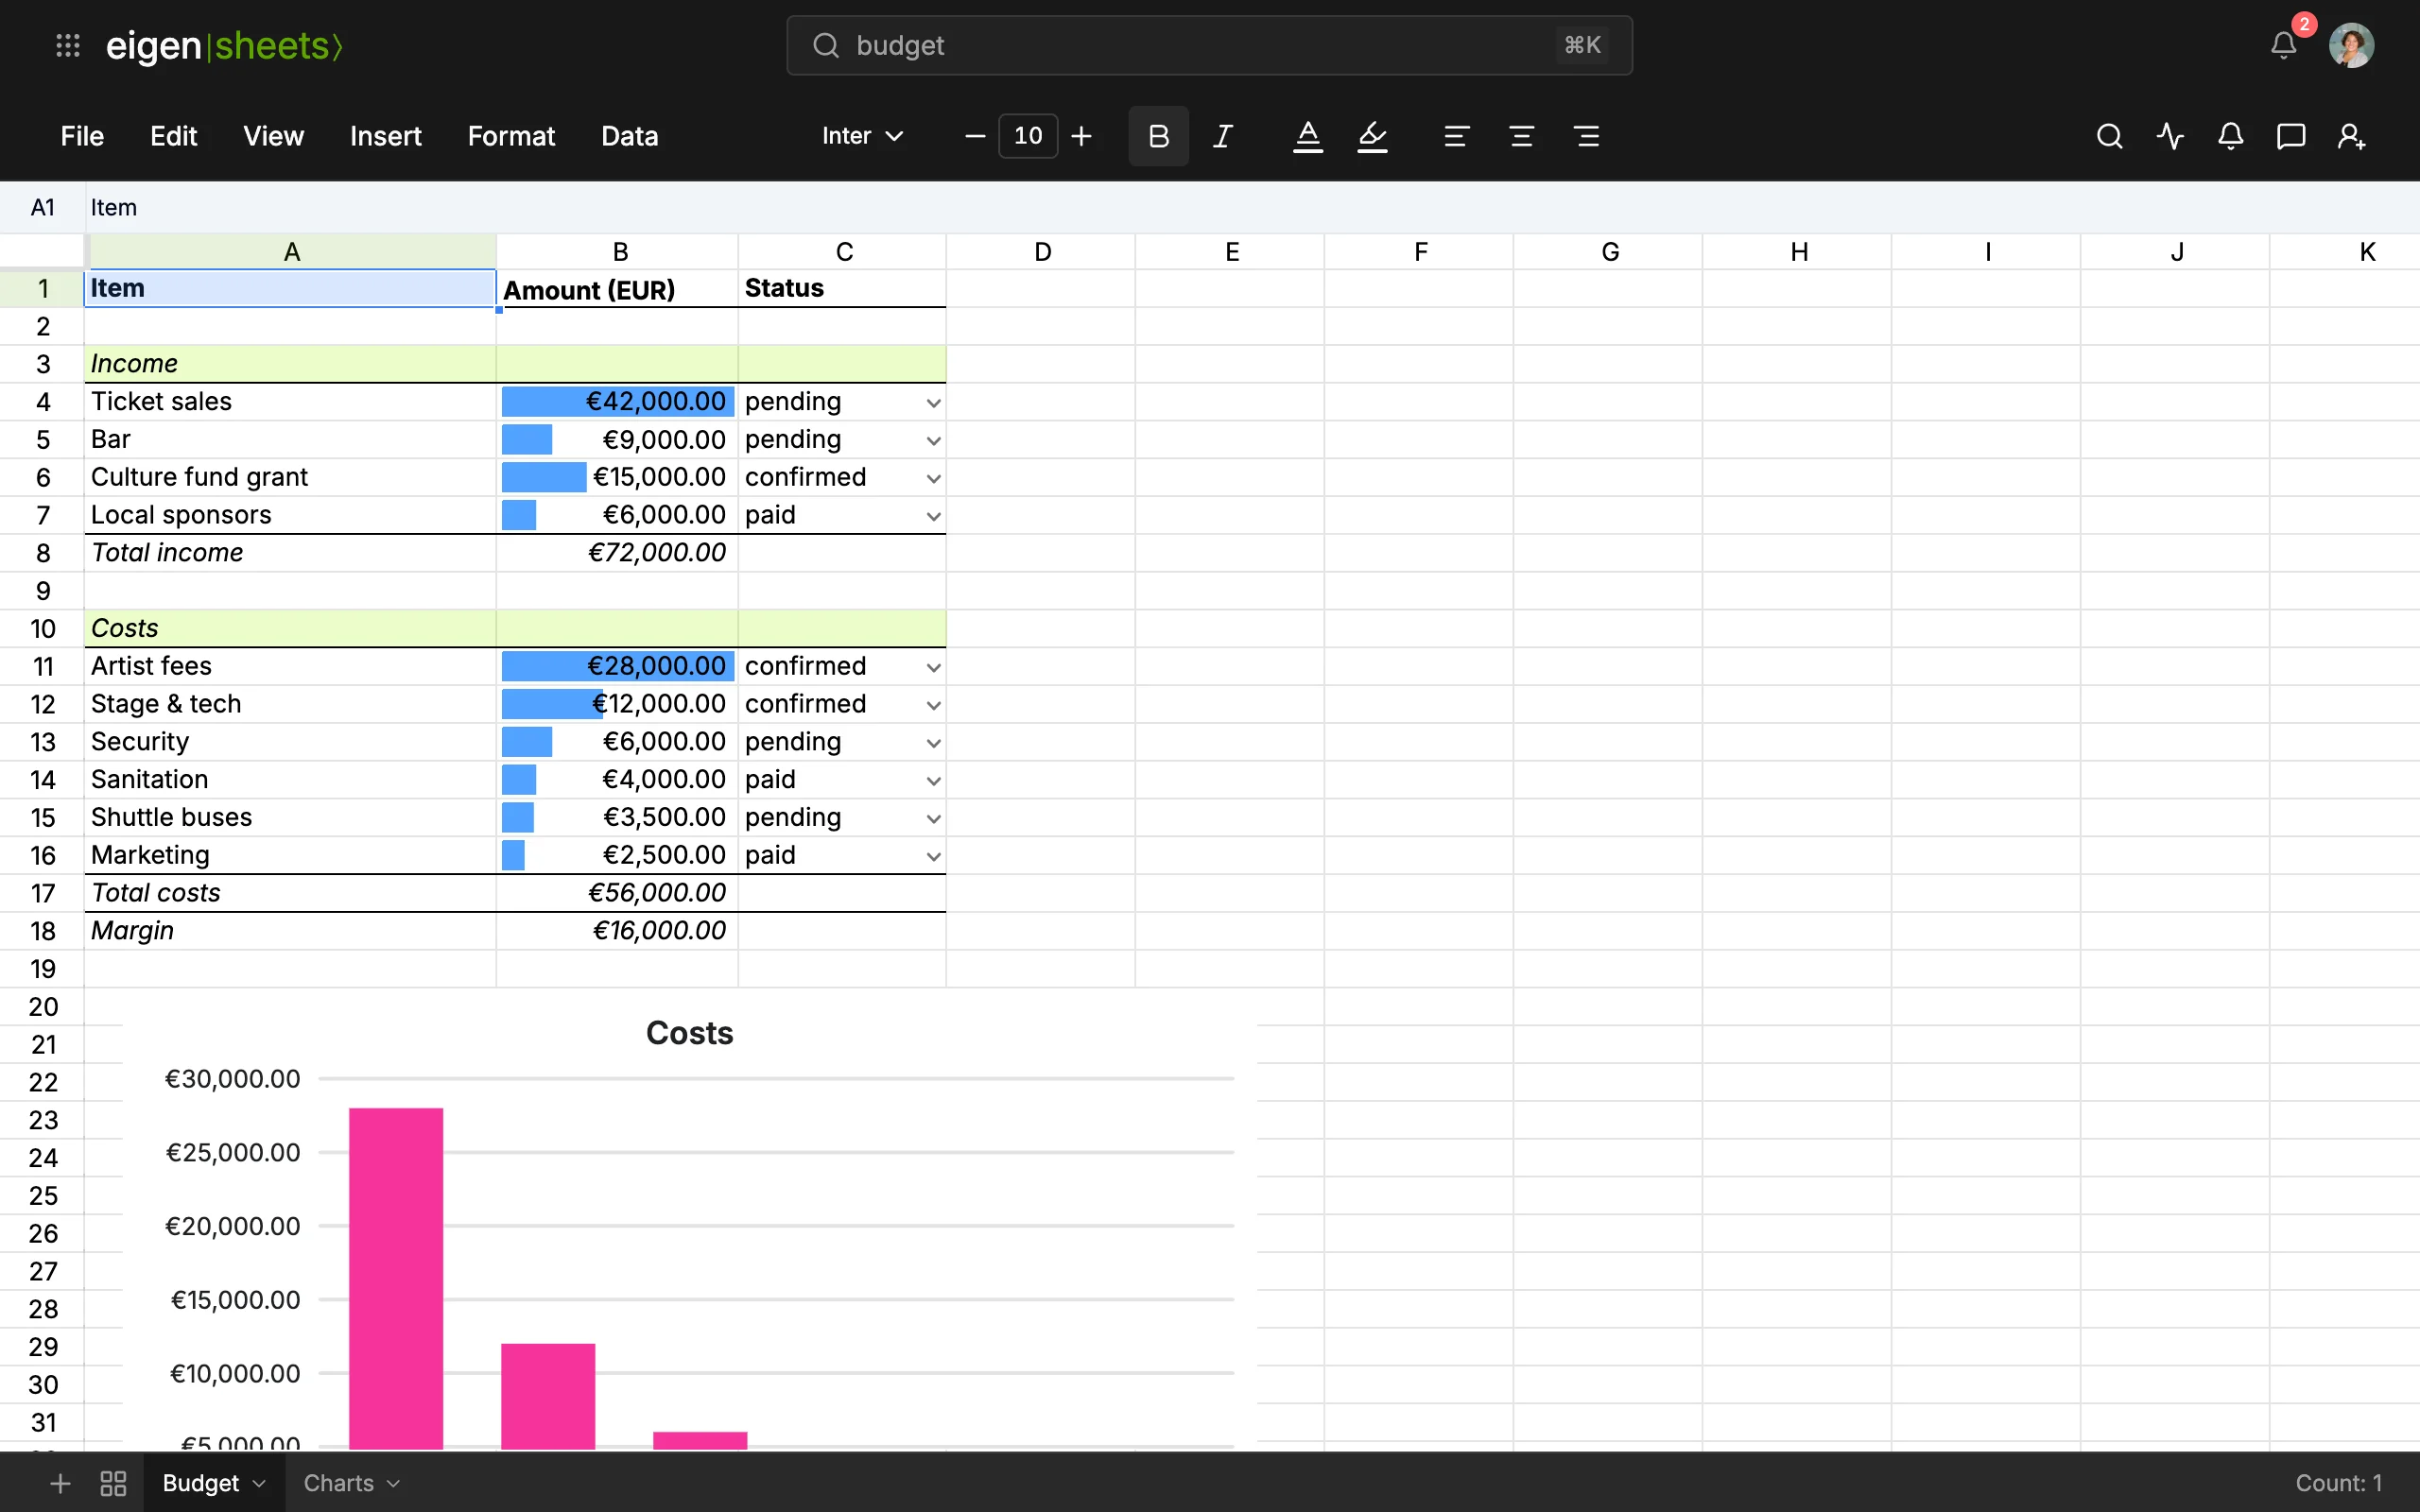 eigen|sheets⟩ budget ⌘K 2
File Edit View Insert Format Data Inter 10 B I A
A1 Item
A B C D E F G H I J K
1 Item Amount (EUR) Status
2
3 Income
4 Ticket sales €42,000.00 pending
5 Bar €9,000.00 pending
6 Culture fund grant €15,000.00 confirmed
7 Local sponsors €6,000.00 paid
8 Total income €72,000.00
9
10 Costs
11 Artist fees €28,000.00 confirmed
12 Stage & tech €12,000.00 confirmed
13 Security €6,000.00 pending
14 Sanitation €4,000.00 paid
15 Shuttle buses €3,500.00 pending
16 Marketing €2,500.00 paid
17 Total costs €56,000.00
18 Margin €16,000.00
19
20
Costs
21
22 €30,000.00
23
24 €25,000.00
25
26 €20,000.00
27
28 €15,000.00
29
30 €10,000.00
31
€5,000.00
Budget Charts Count: 1